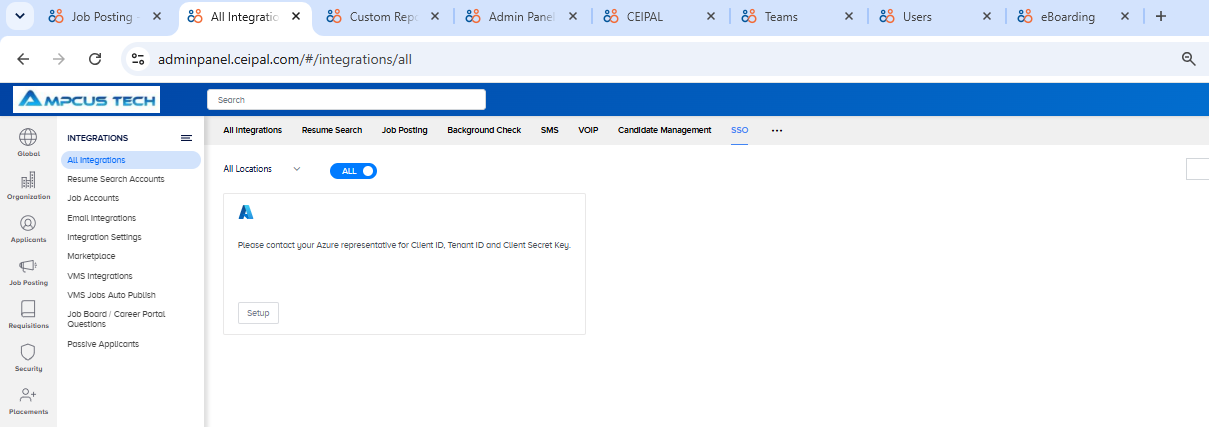 Job Posting -
All Integratio
Custom Repo
Admin Panel
CEIPAL
Teams
Users
eBoarding
adminpanel.ceipal.com/#/integrations/all
AMPCUS TECH
Search
Global
Organization
Applicants
Job Posting
Requisitions
Security
Placements
INTEGRATIONS
All Integrations
Resume Search Accounts
Job Accounts
Email Integrations
Integration Settings
Marketplace
VMS Integrations
VMS Jobs Auto Publish
Job Board / Career Portal
Questions
Passive Applicants
All Integrations Resume Search Job Posting Background Check SMS VOIP Candidate Management SSO
All Locations ALL
Please contact your Azure representative for Client ID, Tenant ID and Client Secret Key.
Setup